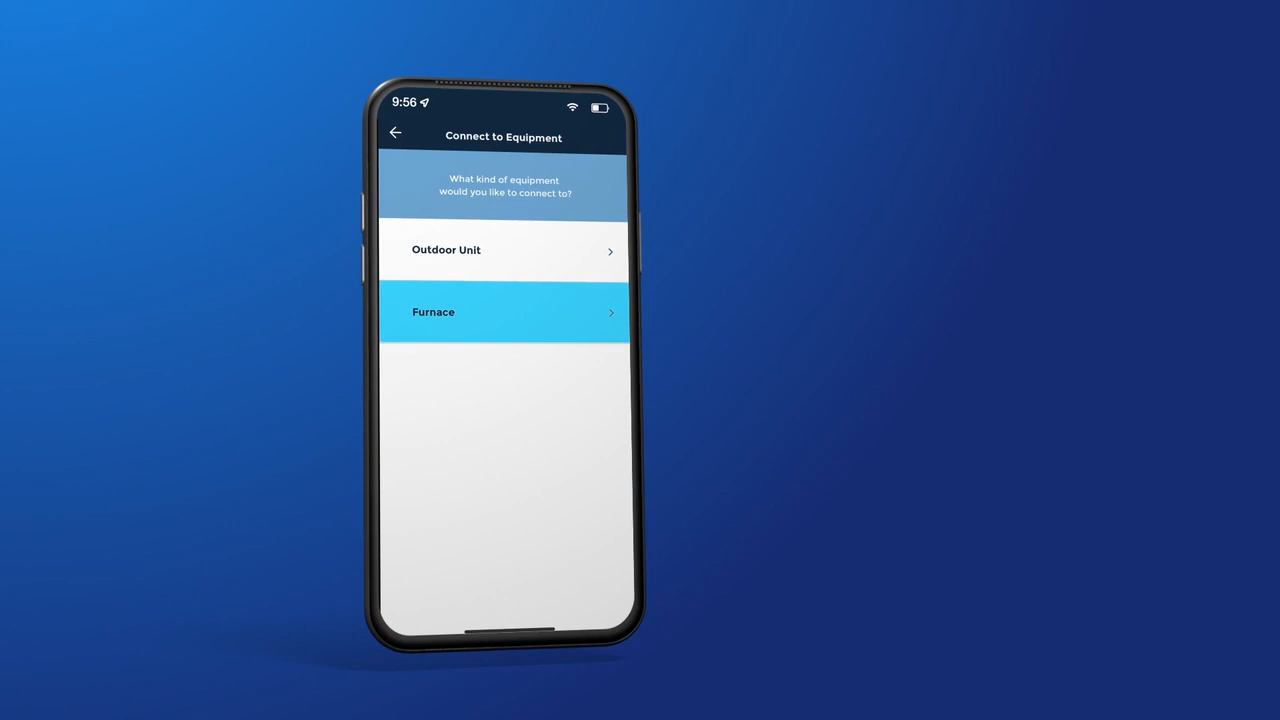 9:56
Connect to Equipment
What kind of equipment
would you like to connect to?
Outdoor Unit
Furnace